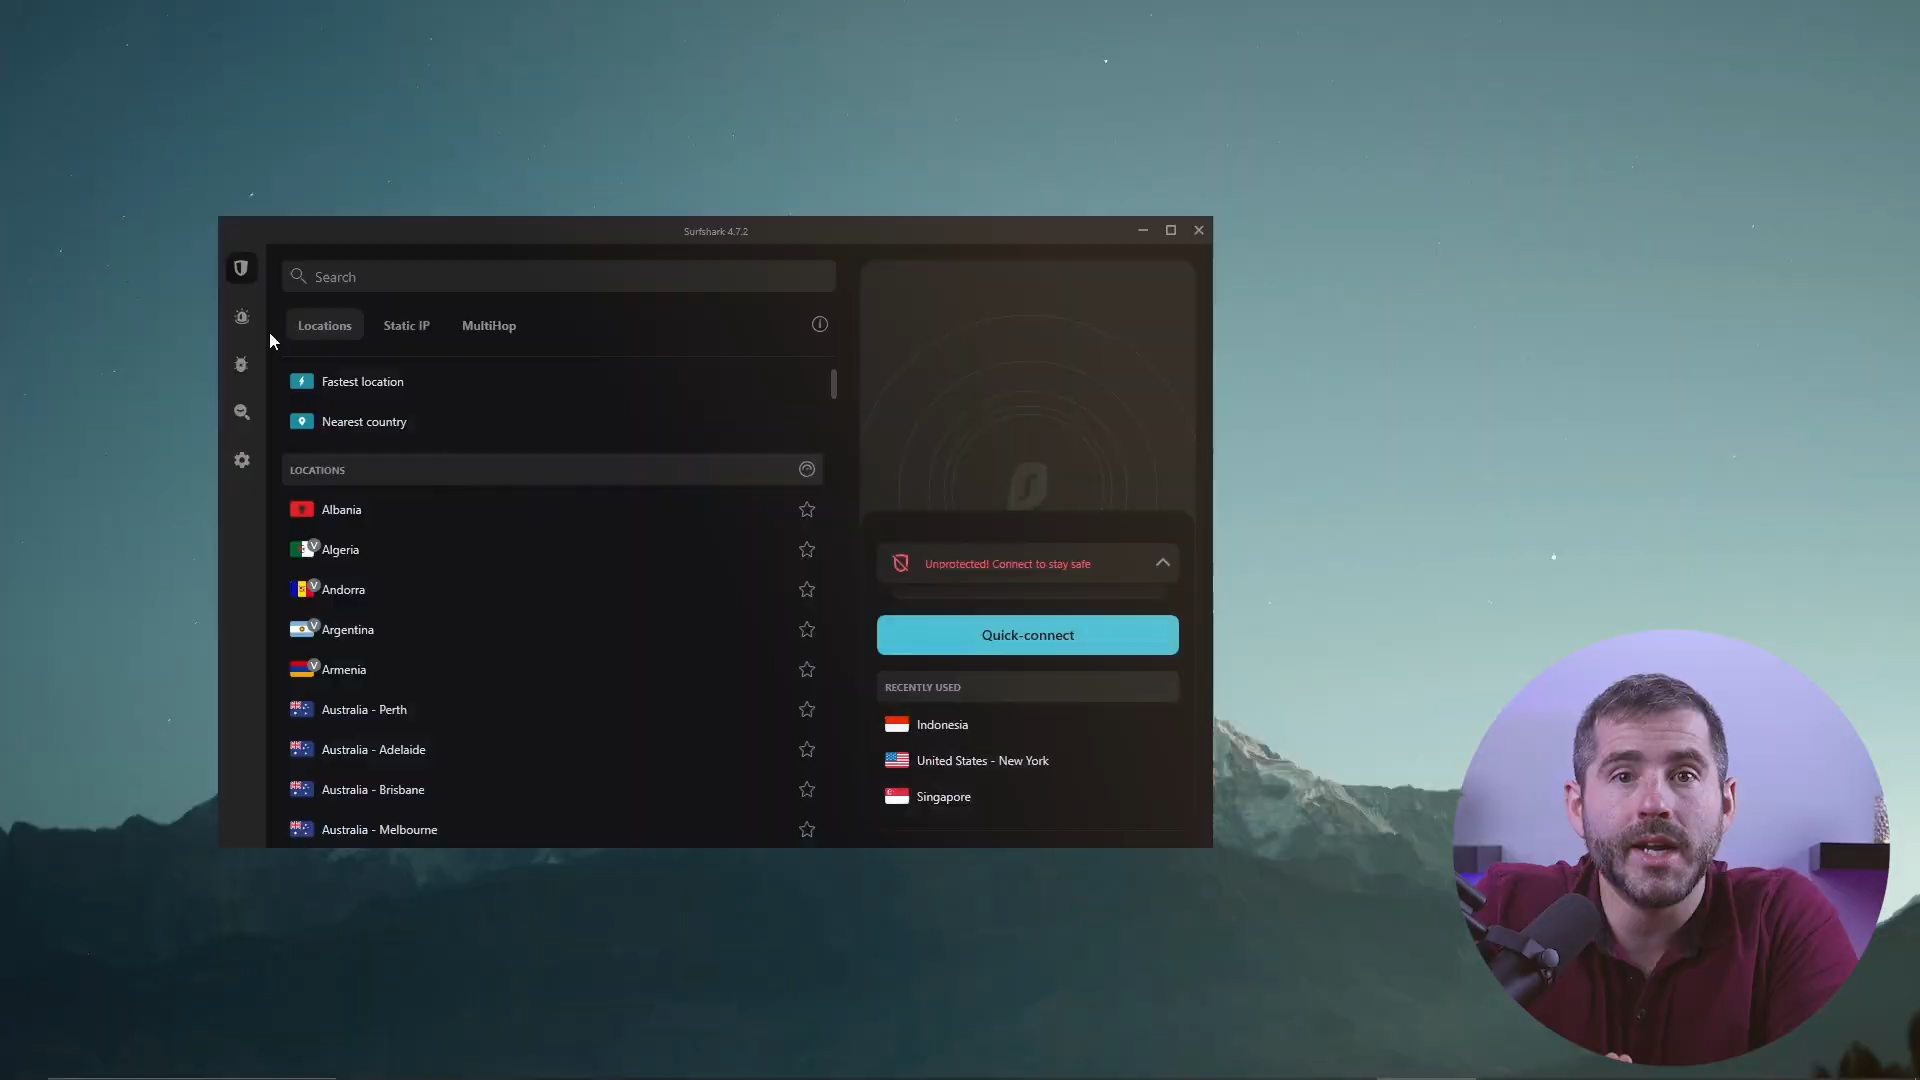 Surfshark 4.7.2
Search
Locations
Static IP
MultiHop
Fastest location
Nearest country
LOCATIONS
Albania
V
Algeria
V
Andorra
V
Argentina
V
Armenia
Australia - Perth
Australia - Adelaide
Australia - Brisbane
Australia - Melbourne
Unprotected! Connect to stay safe
Quick-connect
RECENTLY USED
Indonesia
United States - New York
Singapore